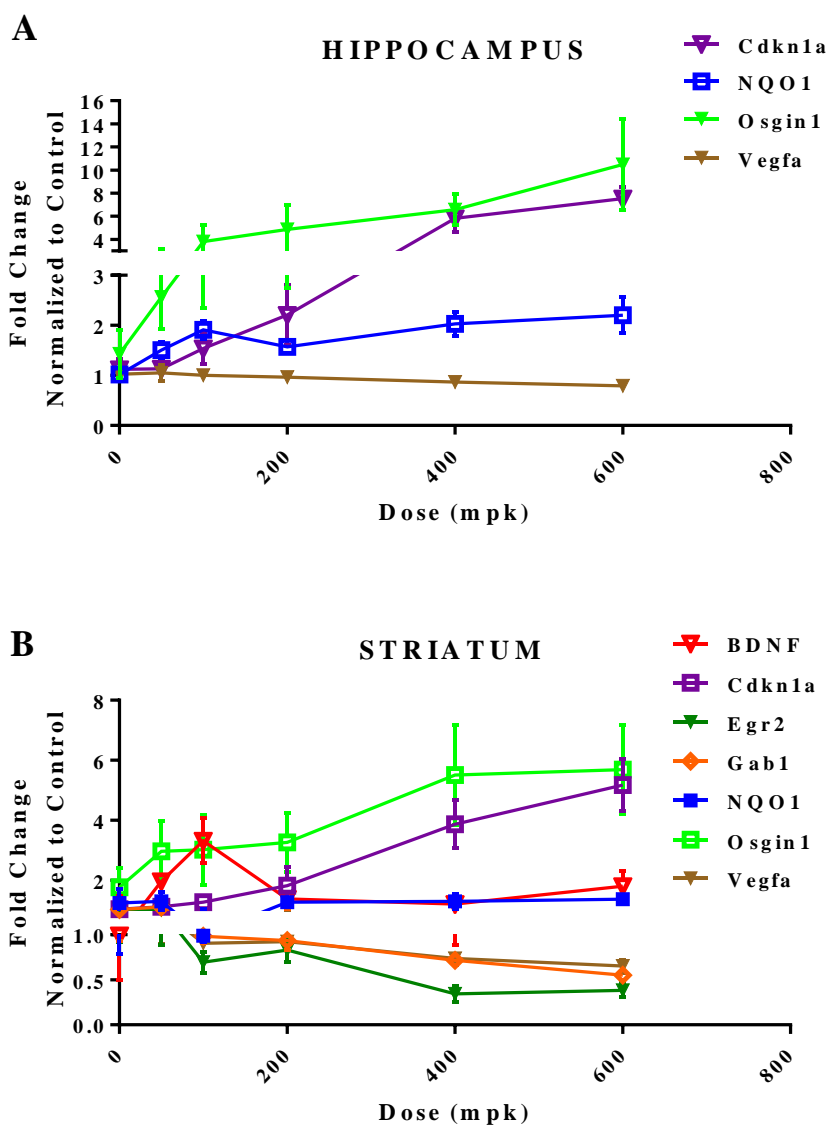 A
HIPPOCAMPUS
Cdkn1a
NQO1
Osgin1
Vegfa
Fold Change
Normalized to Control
16
14
12
10
8
6
4
3
2
1
0
0
200
400
600
800
Dose (mpk)
B
STRIATUM
BDNF
Cdkn1a
Egr2
Gab1
NQO1
Osgin1
Vegfa
Fold Change
Normalized to Control
8
6
4
2
1.0
0.5
0.0
0
200
400
600
800
Dose (mpk)